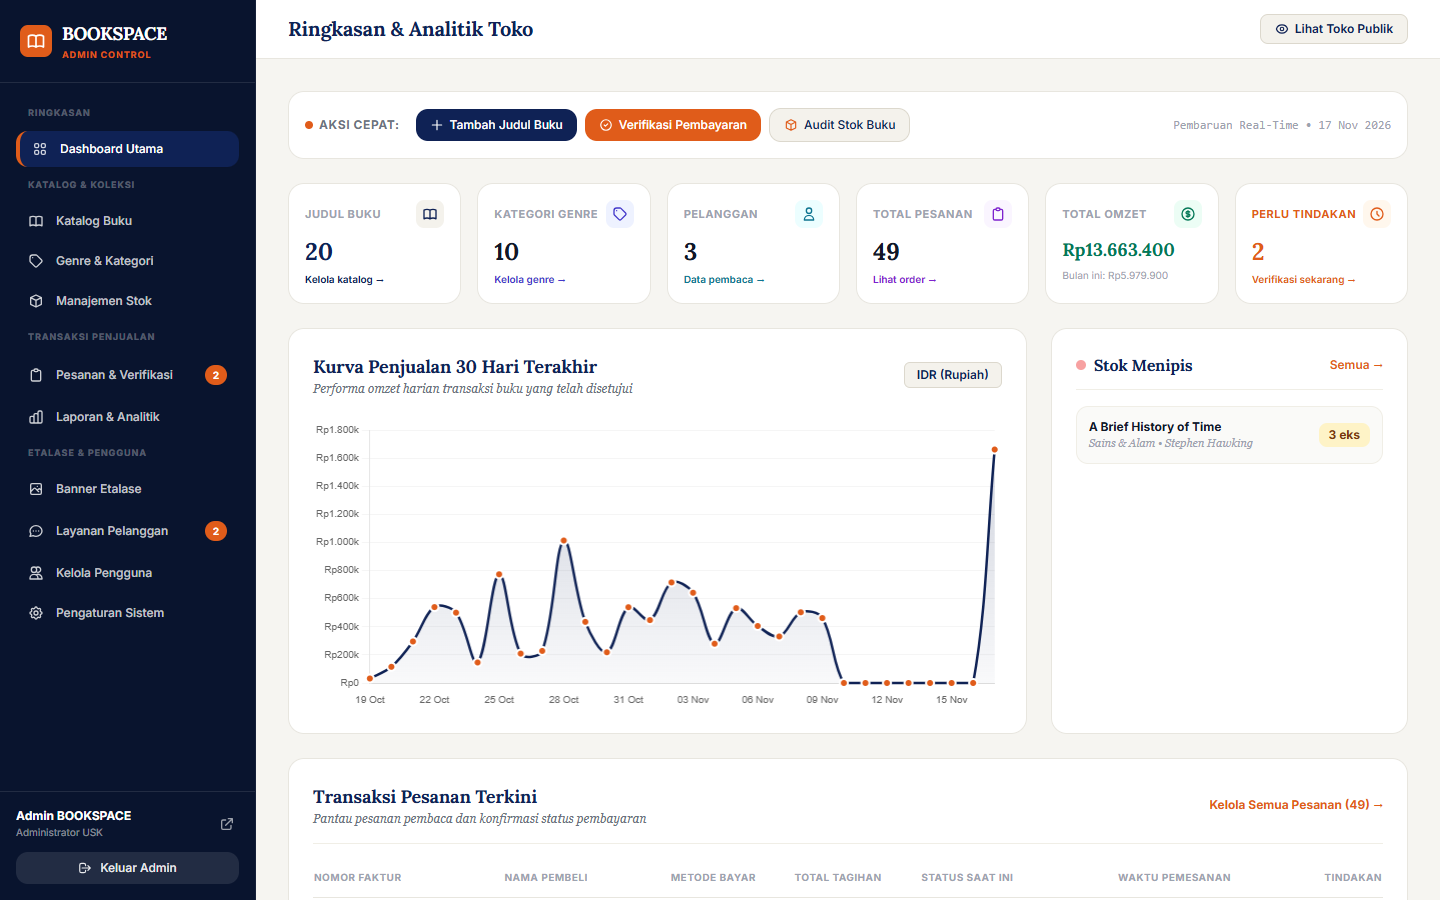 BOOKSPACE
ADMIN CONTROL
RINGKASAN
Dashboard Utama
KATALOG & KOLEKSI
Katalog Buku
Genre & Kategori
Manajemen Stok
TRANSAKSI PENJUALAN
Pesanan & Verifikasi 2
Laporan & Analitik
ETALASE & PENGGUNA
Banner Etalase
Layanan Pelanggan 2
Kelola Pengguna
Pengaturan Sistem
Admin BOOKSPACE
Administrator USK
Keluar Admin
Ringkasan & Analitik Toko
Lihat Toko Publik
AKSI CEPAT:
Tambah Judul Buku
Verifikasi Pembayaran
Audit Stok Buku
Pembaruan Real-Time • 17 Nov 2026
JUDUL BUKU
20
Kelola katalog →
KATEGORI GENRE
10
Kelola genre →
PELANGGAN
3
Data pembaca →
TOTAL PESANAN
49
Lihat order →
TOTAL OMZET
Rp13.663.400
Bulan ini: Rp5.979.900
PERLU TINDAKAN
2
Verifikasi sekarang →
Kurva Penjualan 30 Hari Terakhir
Performa omzet harian transaksi buku yang telah disetujui
IDR (Rupiah)
Rp1.800k
Rp1.600k
Rp1.400k
Rp1.200k
Rp1.000k
Rp800k
Rp600k
Rp400k
Rp200k
Rp0
19 Oct 22 Oct 25 Oct 28 Oct 31 Oct 03 Nov 06 Nov 09 Nov 12 Nov 15 Nov
Stok Menipis
Semua →
A Brief History of Time
Sains & Alam • Stephen Hawking
3 eks
Transaksi Pesanan Terkini
Pantau pesanan pembaca dan konfirmasi status pembayaran
Kelola Semua Pesanan (49) →
NOMOR FAKTUR NAMA PEMBELI METODE BAYAR TOTAL TAGIHAN STATUS SAAT INI WAKTU PEMESANAN TINDAKAN